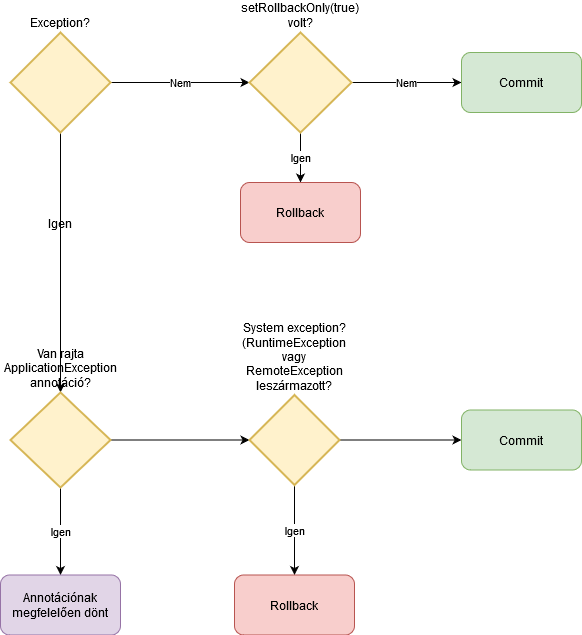 Exception?
setRollbackOnly(true)
volt?
Nem
Nem
Commit
Igen
Rollback
Igen
Van rajta
ApplicationException
annotáció?
System exception?
(RuntimeException
vagy
RemoteException
leszármazott?
Commit
Igen
Igen
Annotációnak
megfelelően dönt
Rollback